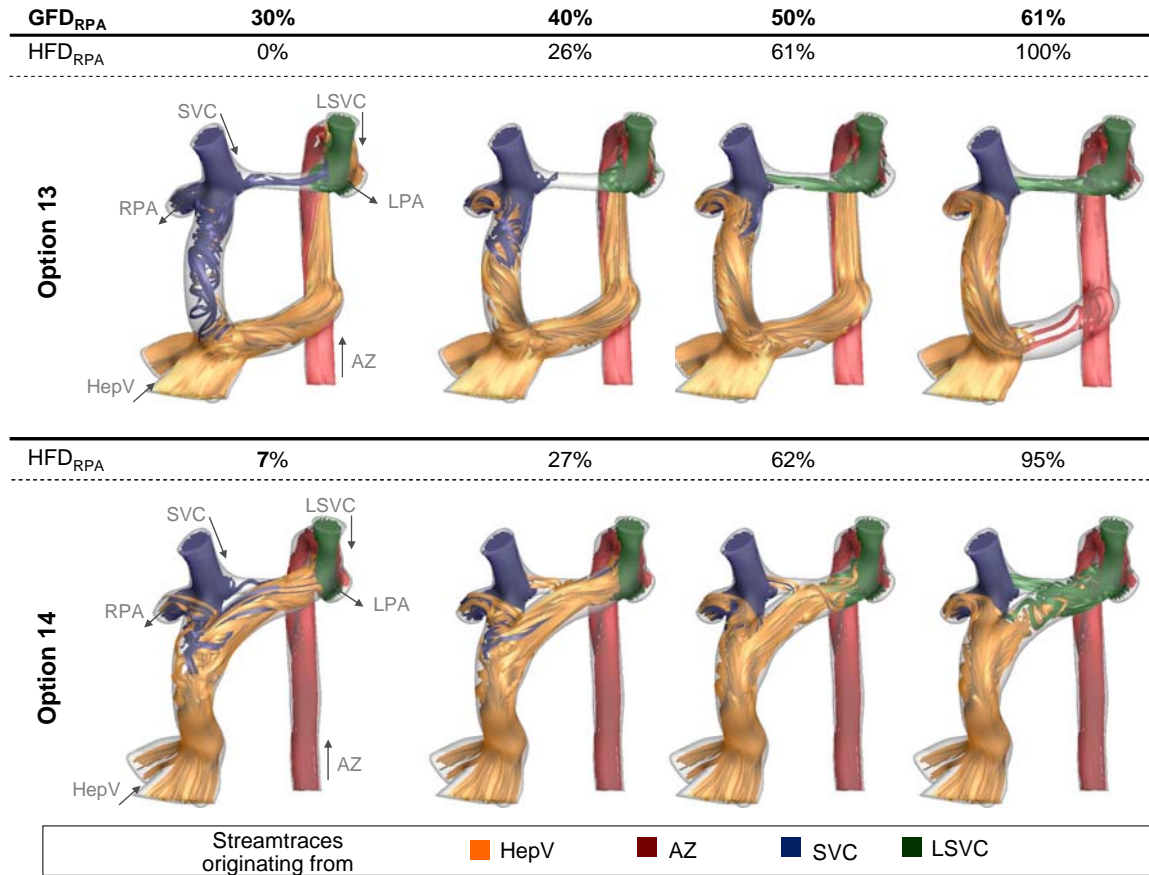 GFDRPA 30% 40% 50% 61%
HFDRPA 0% 26% 61% 100%
Option 13
SVC LSVC
RPA LPA
AZ
HepV
HFDRPA 7% 27% 62% 95%
Option 14
SVC LSVC
RPA LPA
AZ
HepV
Streamtraces
originating from
HepV AZ SVC LSVC